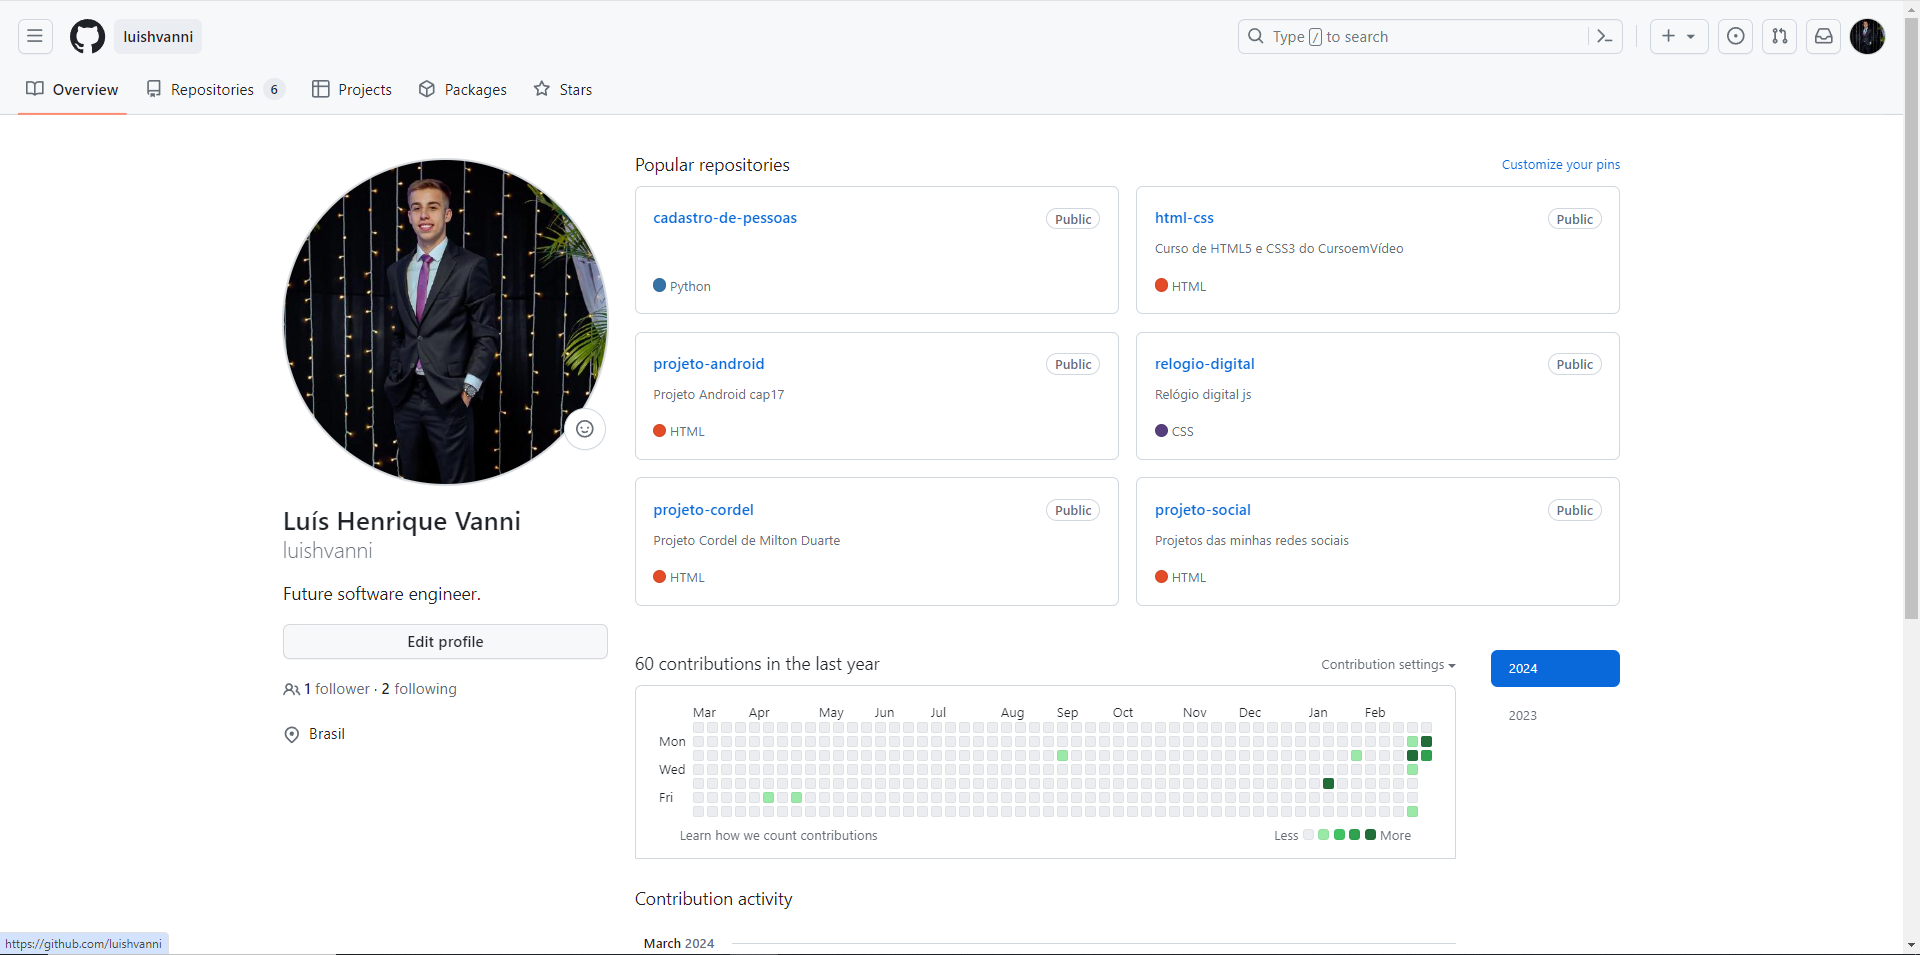 luishvanni
Type / to search
Overview
Repositories 6
Projects
Packages
Stars
Luís Henrique Vanni
luishvanni
Future software engineer.
Edit profile
1 follower · 2 following
Brasil
Popular repositories
Customize your pins
cadastro-de-pessoas
Public
Python
html-css
Public
Curso de HTML5 e CSS3 do CursoemVídeo
HTML
projeto-android
Public
Projeto Android cap17
HTML
relogio-digital
Public
Relógio digital js
CSS
projeto-cordel
Public
Projeto Cordel de Milton Duarte
HTML
projeto-social
Public
Projetos das minhas redes sociais
HTML
60 contributions in the last year
Contribution settings
2024
2023
Mar Apr May Jun Jul Aug Sep Oct Nov Dec Jan Feb
Mon
Wed
Fri
Learn how we count contributions
Less More
Contribution activity
March 2024
https://github.com/luishvanni